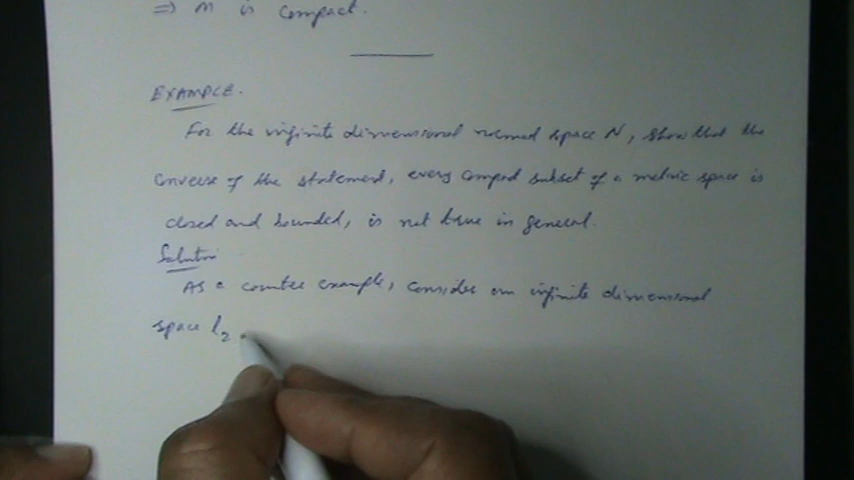 ⇒ M is compact.
EXAMPLE.
For the infinite dimensional normed space N, show that the
converse of the statement, every compact subset of a metric space is
closed and bounded, is not true in general.
Solution
As a counter example, consider an infinite dimensional
space l₂